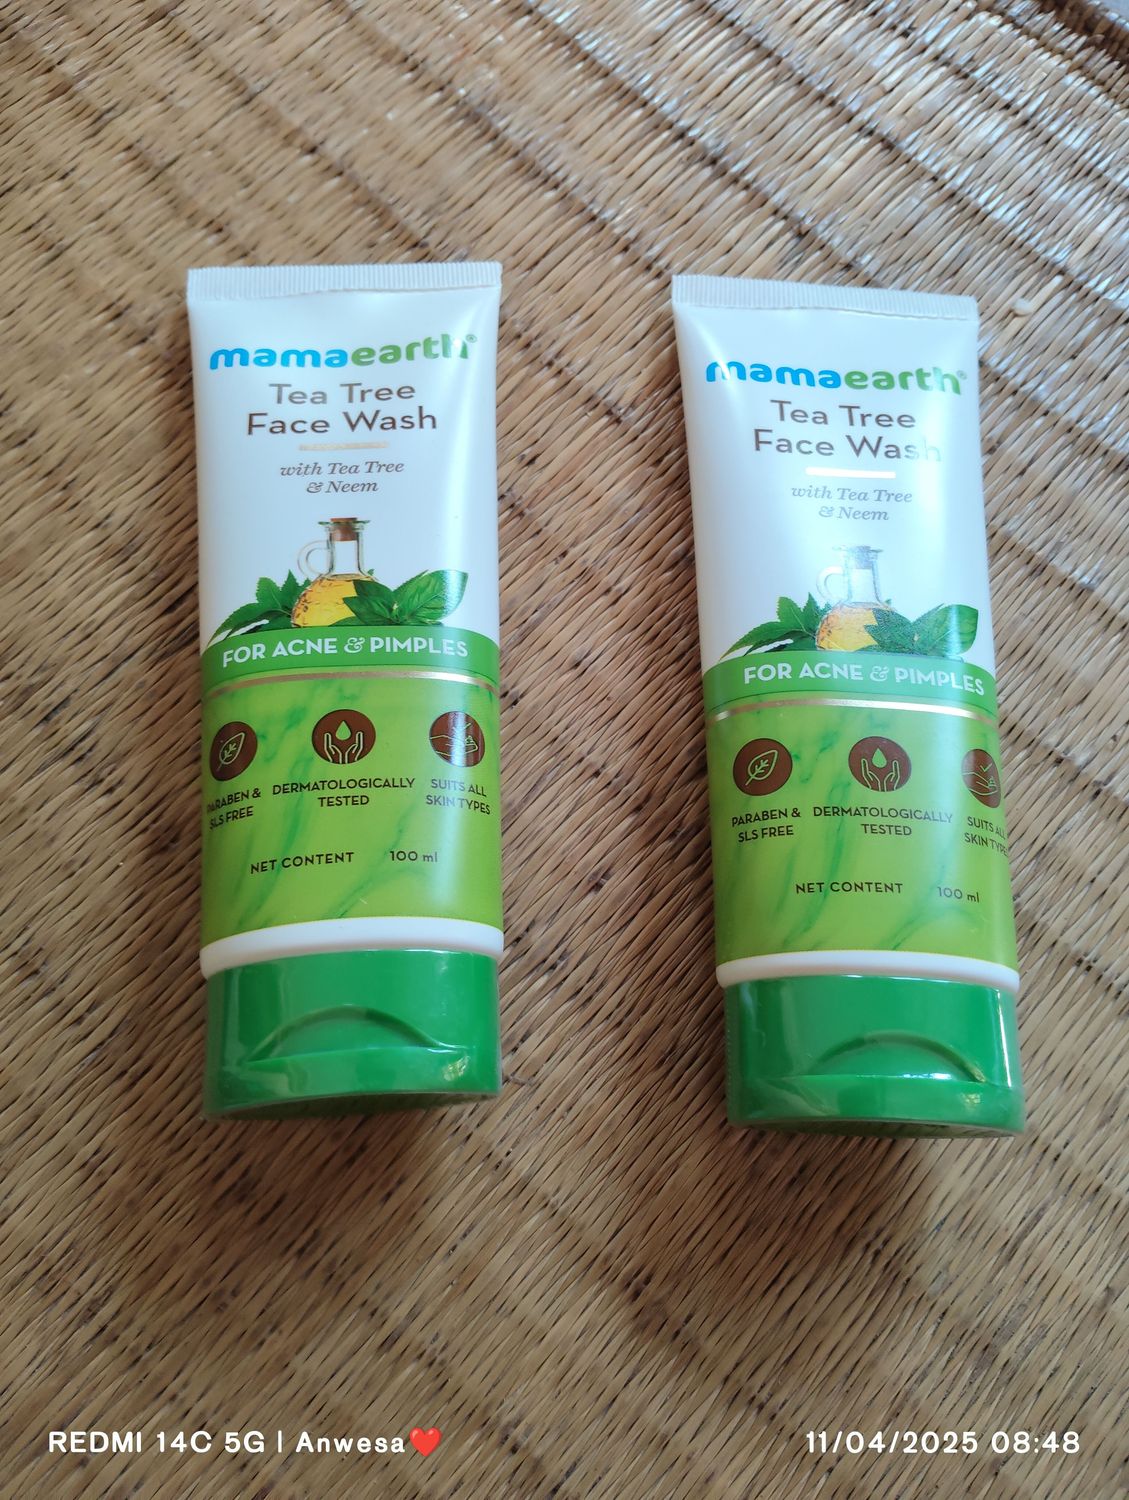 mamaearth®
Tea Tree
Face Wash
with Tea Tree
& Neem
FOR ACNE & PIMPLES
PARABEN &
SLS FREE
DERMATOLOGICALLY
TESTED
SUITS ALL
SKIN TYPES
NET CONTENT 100 ml
mamaearth®
Tea Tree
Face Wash
with Tea Tree
& Neem
FOR ACNE & PIMPLES
PARABEN &
SLS FREE
DERMATOLOGICALLY
TESTED
SUITS ALL
SKIN TYPES
NET CONTENT 100 ml
REDMI 14C 5G | Anwesa❤️
11/04/2025 08:48